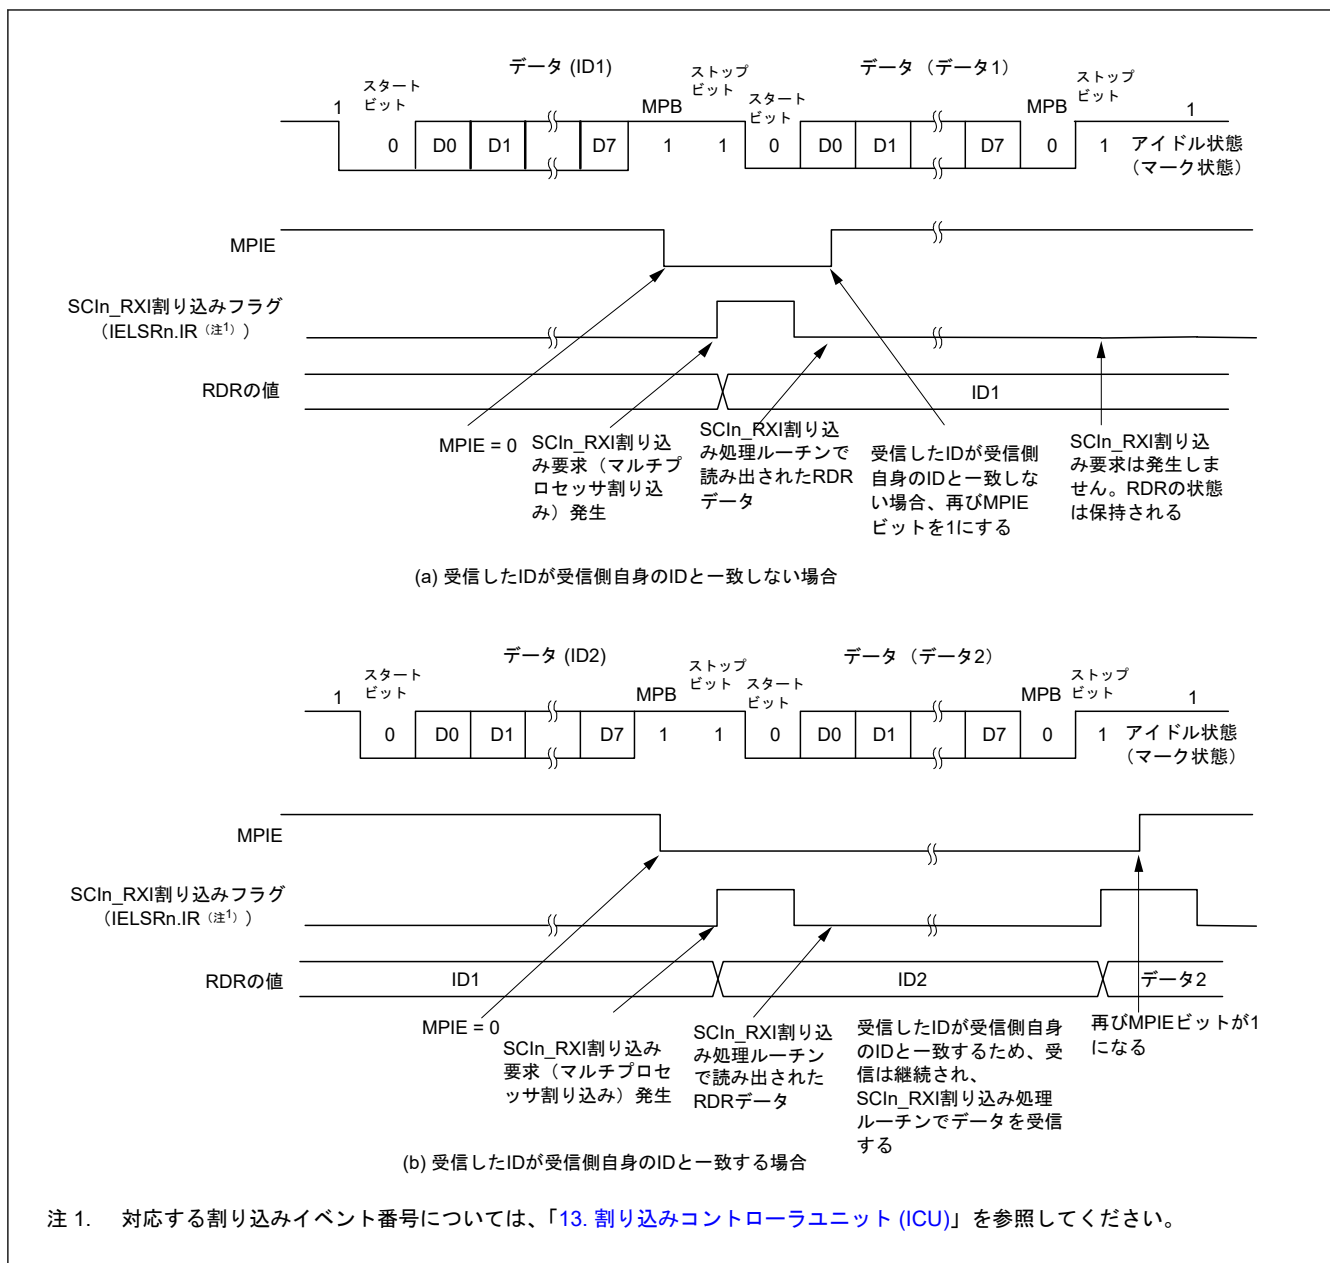 データ (ID1)
データ（データ1）
スタート
ビット
ストップ
ビット
スタート
ビット
ストップ
ビット
1
MPB
MPB
1
0 D0 D1 D7 1 1 0 D0 D1 D7 0 1
アイドル状態
（マーク状態）
MPIE
SCIn_RXI割り込みフラグ
（IELSRn.IR（注1））
RDRの値
ID1
MPIE = 0
SCIn_RXI割り込
み要求（マルチプ
ロセッサ割り込
み）発生
SCIn_RXI割り込
み処理ルーチンで
読み出されたRDR
データ
受信したIDが受信側
自身のIDと一致しな
い場合、再びMPIE
ビットを1にする
SCIn_RXI割り込
み要求は発生しま
せん。RDRの状態
は保持される
(a) 受信したIDが受信側自身のIDと一致しない場合
データ (ID2)
データ（データ2）
スタート
ビット
ストップ
ビット
スタート
ビット
ストップ
ビット
1
MPB
MPB
1
0 D0 D1 D7 1 1 0 D0 D1 D7 0 1
アイドル状態
（マーク状態）
MPIE
SCIn_RXI割り込みフラグ
（IELSRn.IR（注1））
RDRの値
ID1
ID2
データ2
MPIE = 0
SCIn_RXI割り込み
要求（マルチプロセ
ッサ割り込み）発生
SCIn_RXI割り込
み処理ルーチン
で読み出された
RDRデータ
受信したIDが受信側自身
のIDと一致するため、受
信は継続され、
SCIn_RXI割り込み処理
ルーチンでデータを受信
する
再びMPIEビットが1
になる
(b) 受信したIDが受信側自身のIDと一致する場合
注 1. 対応する割り込みイベント番号については、「13. 割り込みコントローラユニット (ICU)」を参照してください。